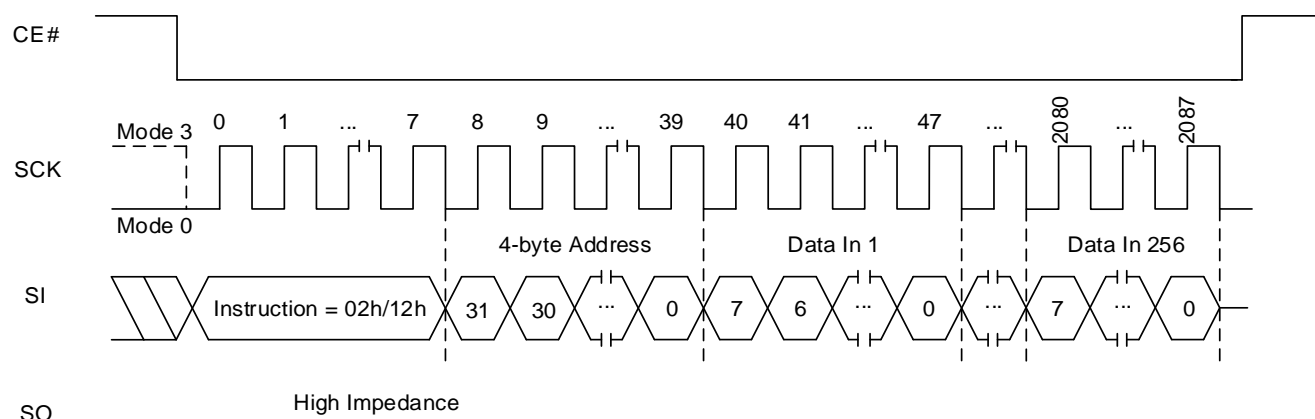 CE#
Mode 3 0 1 ... 7 8 9 ... 39 40 41 ... 47 ... 2080 ... 2087
SCK
Mode 0
4-byte Address Data In 1 Data In 256
SI Instruction = 02h/12h 31 30 ... 0 7 6 ... 0 ... 7 ... 0
High Impedance
SO